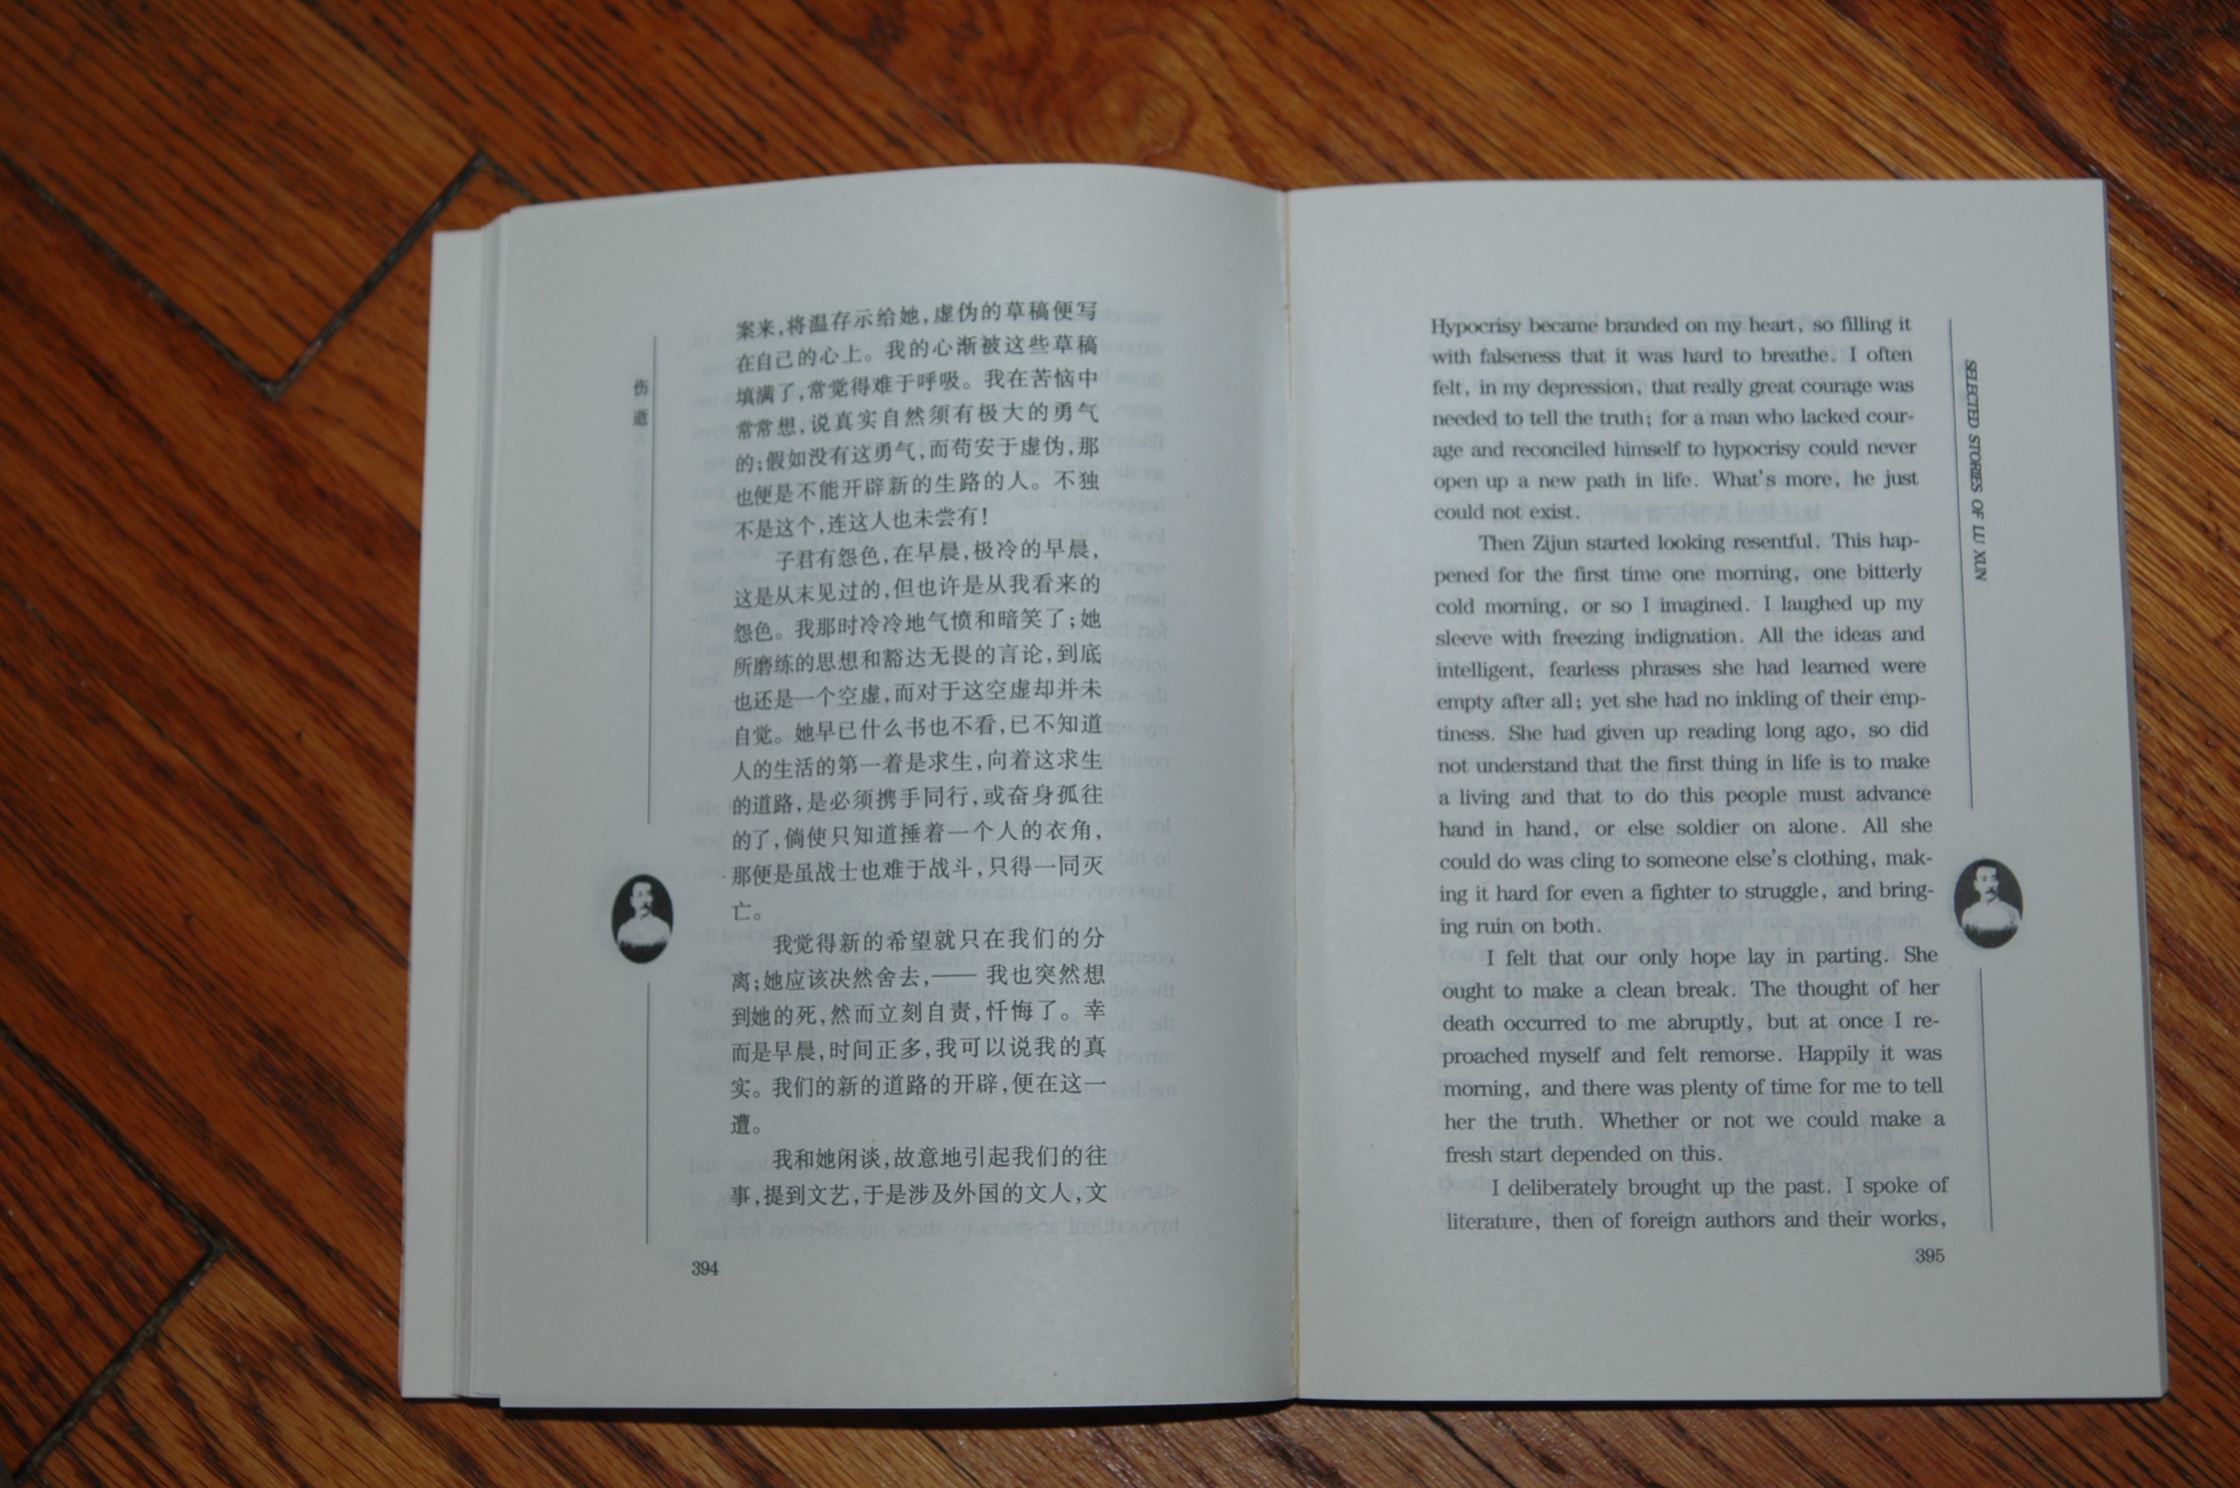 伤
逝
案来,将温存示给她,虚伪的草稿便写
在自己的心上。我的心渐被这些草稿
填满了,常觉得难于呼吸。我在苦恼中
常常想,说真实自然须有极大的勇气
的;假如没有这勇气,而苟安于虚伪,那
也便是不能开辟新的生路的人。不独
不是这个,连这人也未尝有!
子君有怨色,在早晨,极冷的早晨,
这是从未见过的,但也许是从我看来的
怨色。我那时冷冷地气愤和暗笑了;她
所磨练的思想和豁达无畏的言论,到底
也还是一个空虚,而对于这空虚却并未
自觉。她早已什么书也不看,已不知道
人的生活的第一着是求生,向着这求生
的道路,是必须携手同行,或奋身孤往
的了,倘使只知道捶着一个人的衣角,
那便是虽战士也难于战斗,只得一同灭
亡。
我觉得新的希望就只在我们的分
离;她应该决然舍去,——我也突然想
到她的死,然而立刻自责,忏悔了。幸
而是早晨,时间正多,我可以说我的真
实。我们的新的道路的开辟,便在这一
遭。
我和她闲谈,故意地引起我们的往
事,提到文艺,于是涉及外国的文人,文
394
SELECTED STORIES OF LU XUN
Hypocrisy became branded on my heart, so filling it
with falseness that it was hard to breathe. I often
felt, in my depression, that really great courage was
needed to tell the truth; for a man who lacked cour-
age and reconciled himself to hypocrisy could never
open up a new path in life. What's more, he just
could not exist.
Then Zijun started looking resentful. This hap-
pened for the first time one morning, one bitterly
cold morning, or so I imagined. I laughed up my
sleeve with freezing indignation. All the ideas and
intelligent, fearless phrases she had learned were
empty after all; yet she had no inkling of their emp-
tiness. She had given up reading long ago, so did
not understand that the first thing in life is to make
a living and that to do this people must advance
hand in hand, or else soldier on alone. All she
could do was cling to someone else's clothing, mak-
ing it hard for even a fighter to struggle, and bring-
ing ruin on both.
I felt that our only hope lay in parting. She
ought to make a clean break. The thought of her
death occurred to me abruptly, but at once I re-
proached myself and felt remorse. Happily it was
morning, and there was plenty of time for me to tell
her the truth. Whether or not we could make a
fresh start depended on this.
I deliberately brought up the past. I spoke of
literature, then of foreign authors and their works,
395